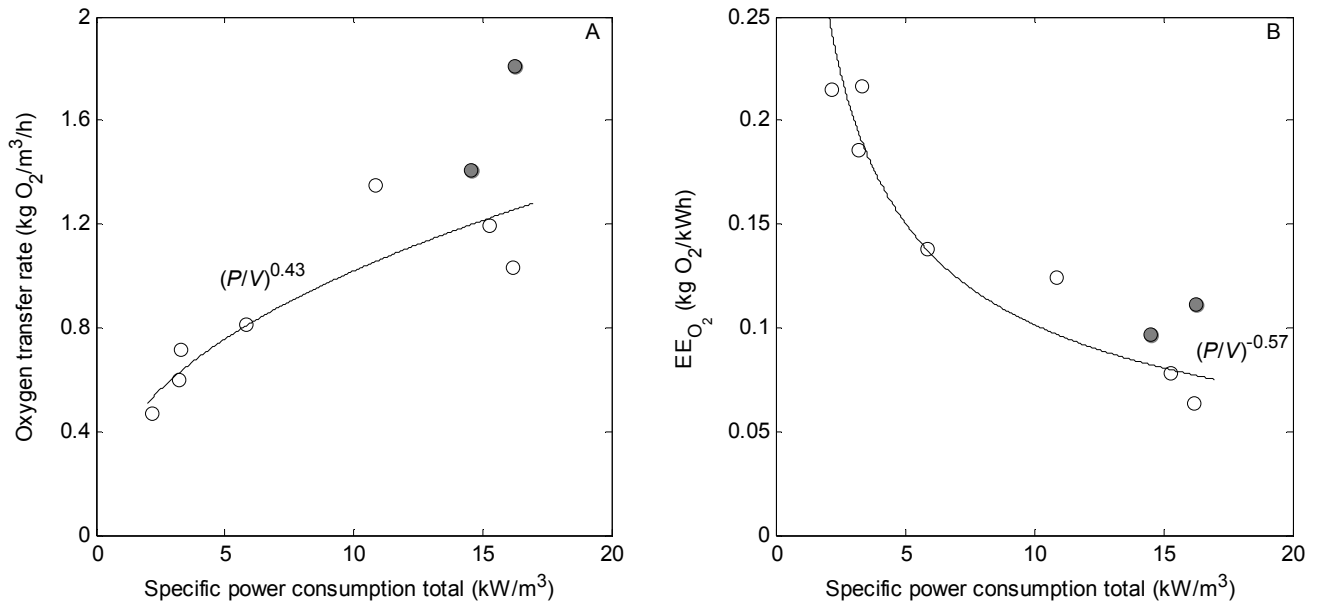 A
2
1.6
1.2
0.8
0.4
0
0
5
10
15
20
Oxygen transfer rate (kg O2/m3/h)
(P/V)0.43
Specific power consumption total (kW/m3)
B
0.25
0.2
0.15
0.1
0.05
0
0
5
10
15
20
EEO2 (kg O2/kWh)
(P/V)-0.57
Specific power consumption total (kW/m3)